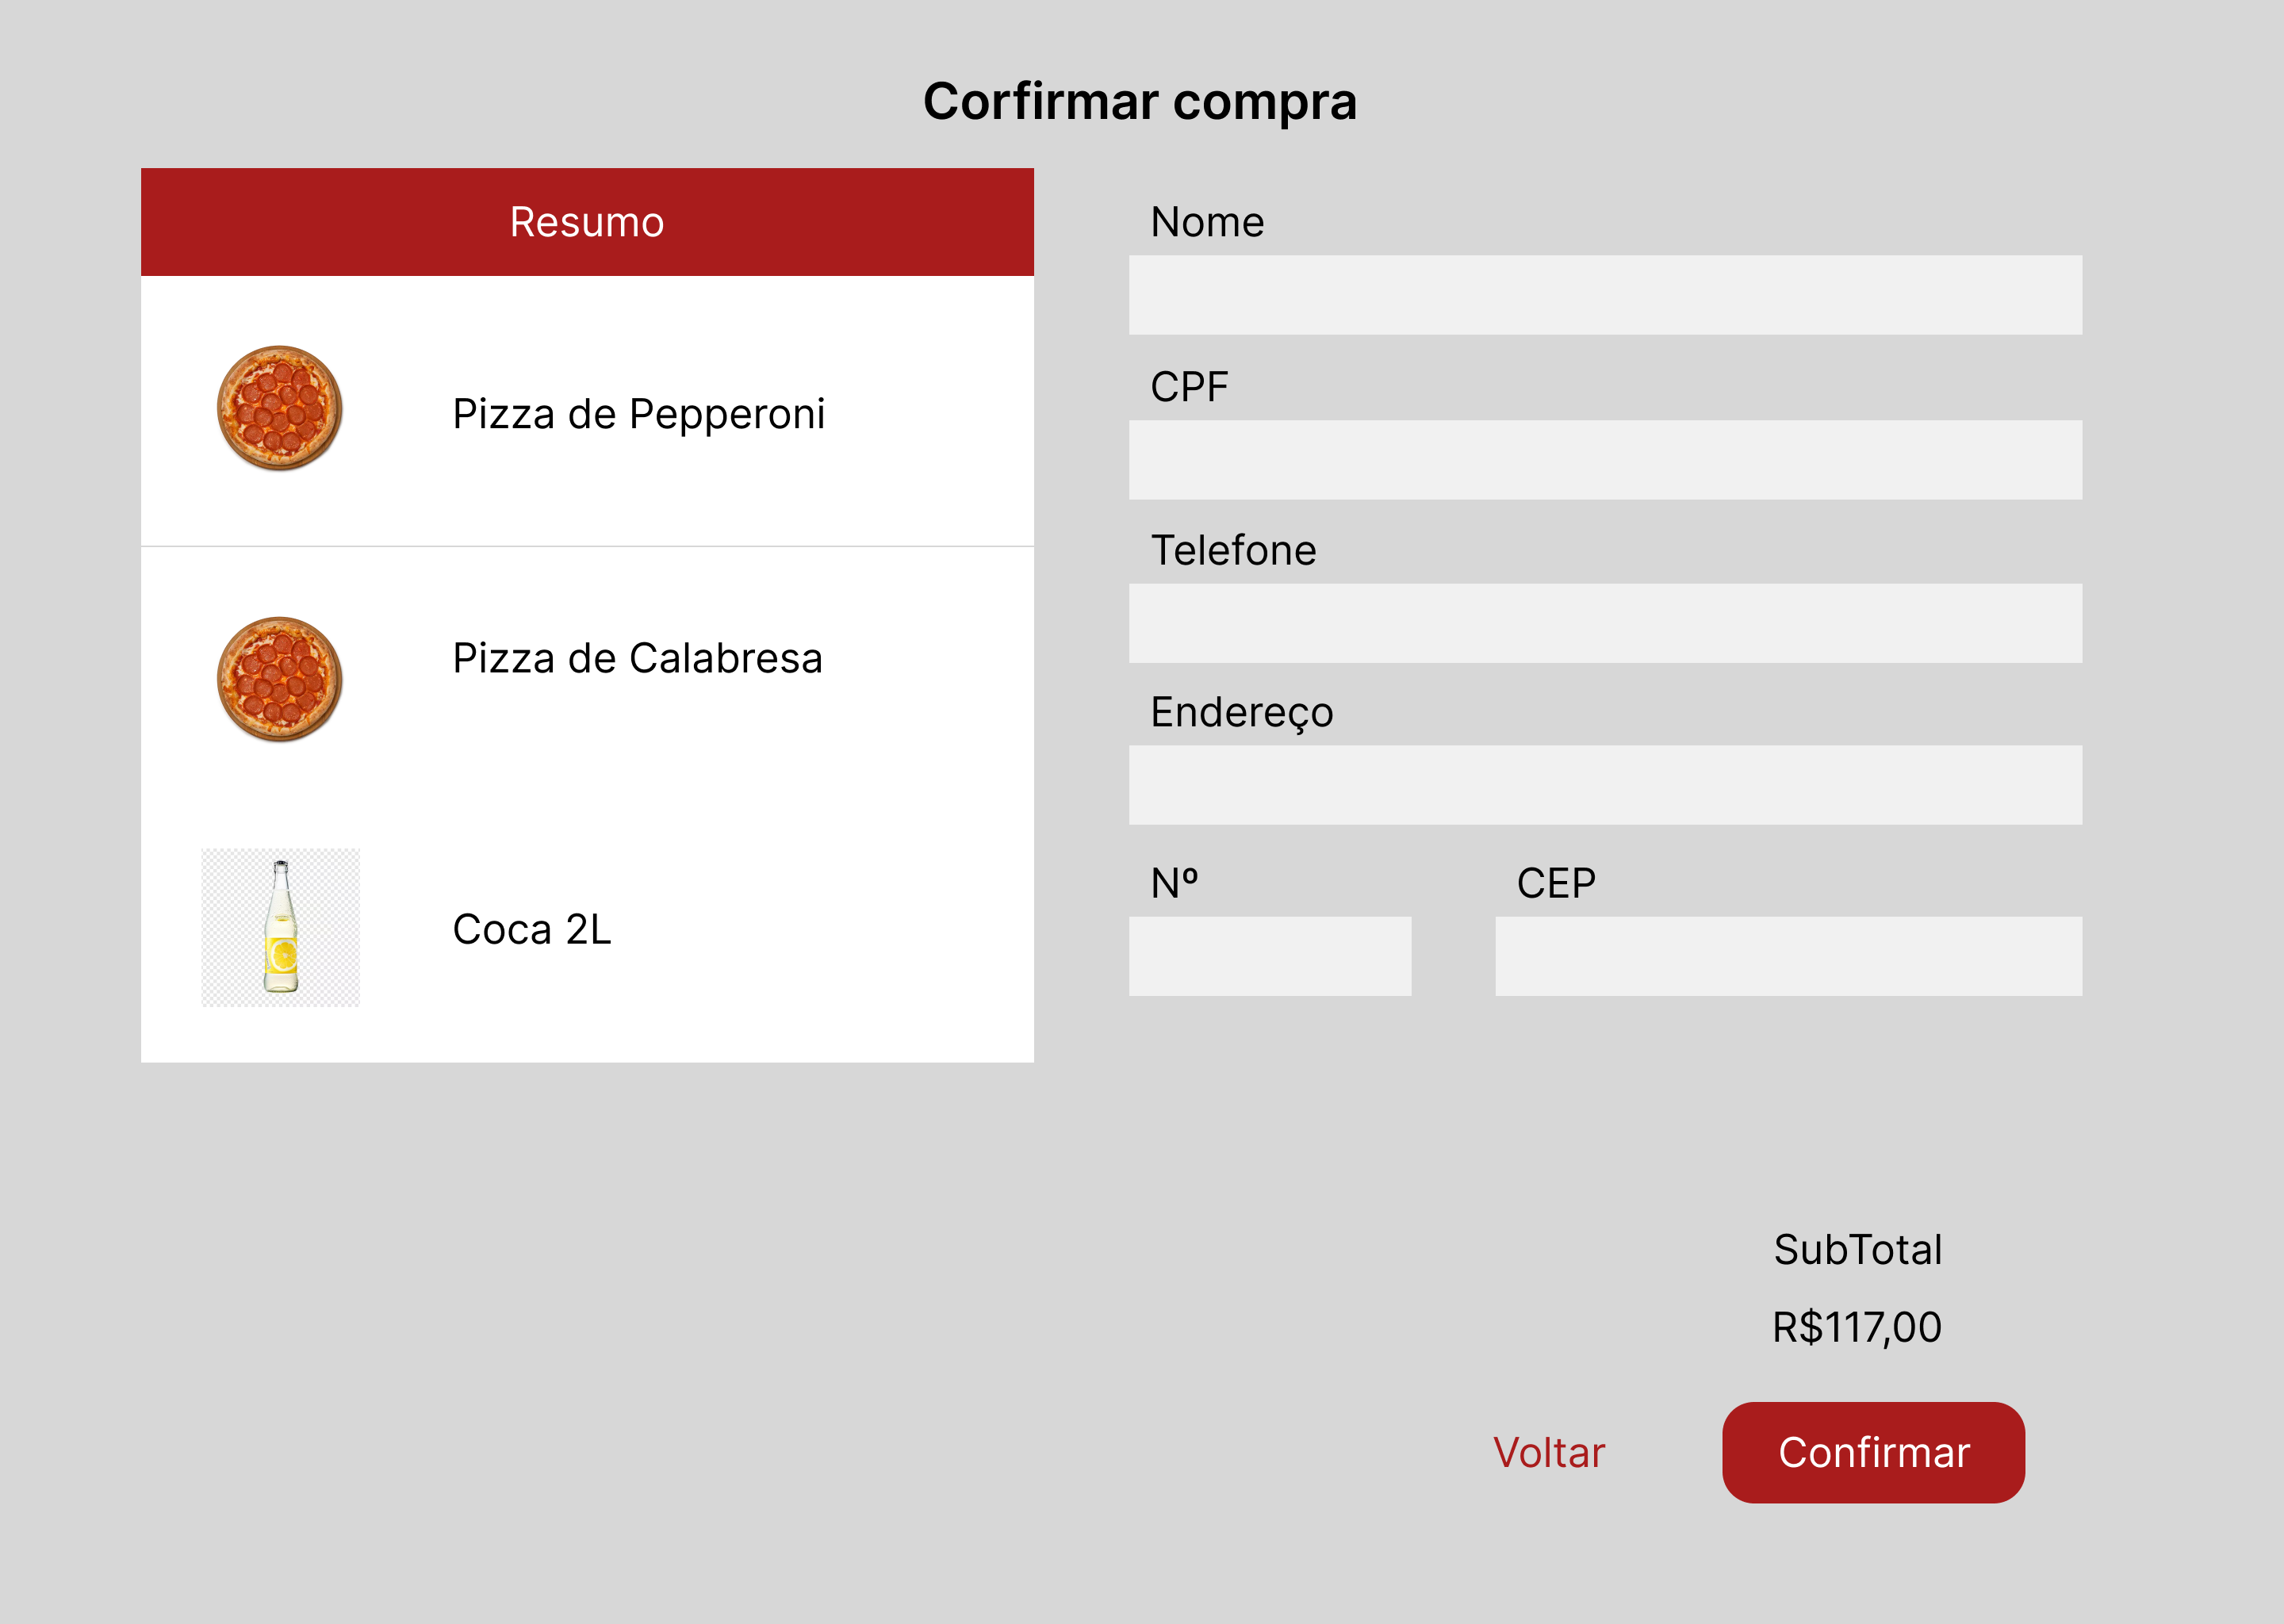 Corfirmar compra
Resumo
Pizza de Pepperoni
Pizza de Calabresa
Coca 2L
Nome
CPF
Telefone
Endereço
Nº
CEP
SubTotal
R$117,00
Voltar
Confirmar